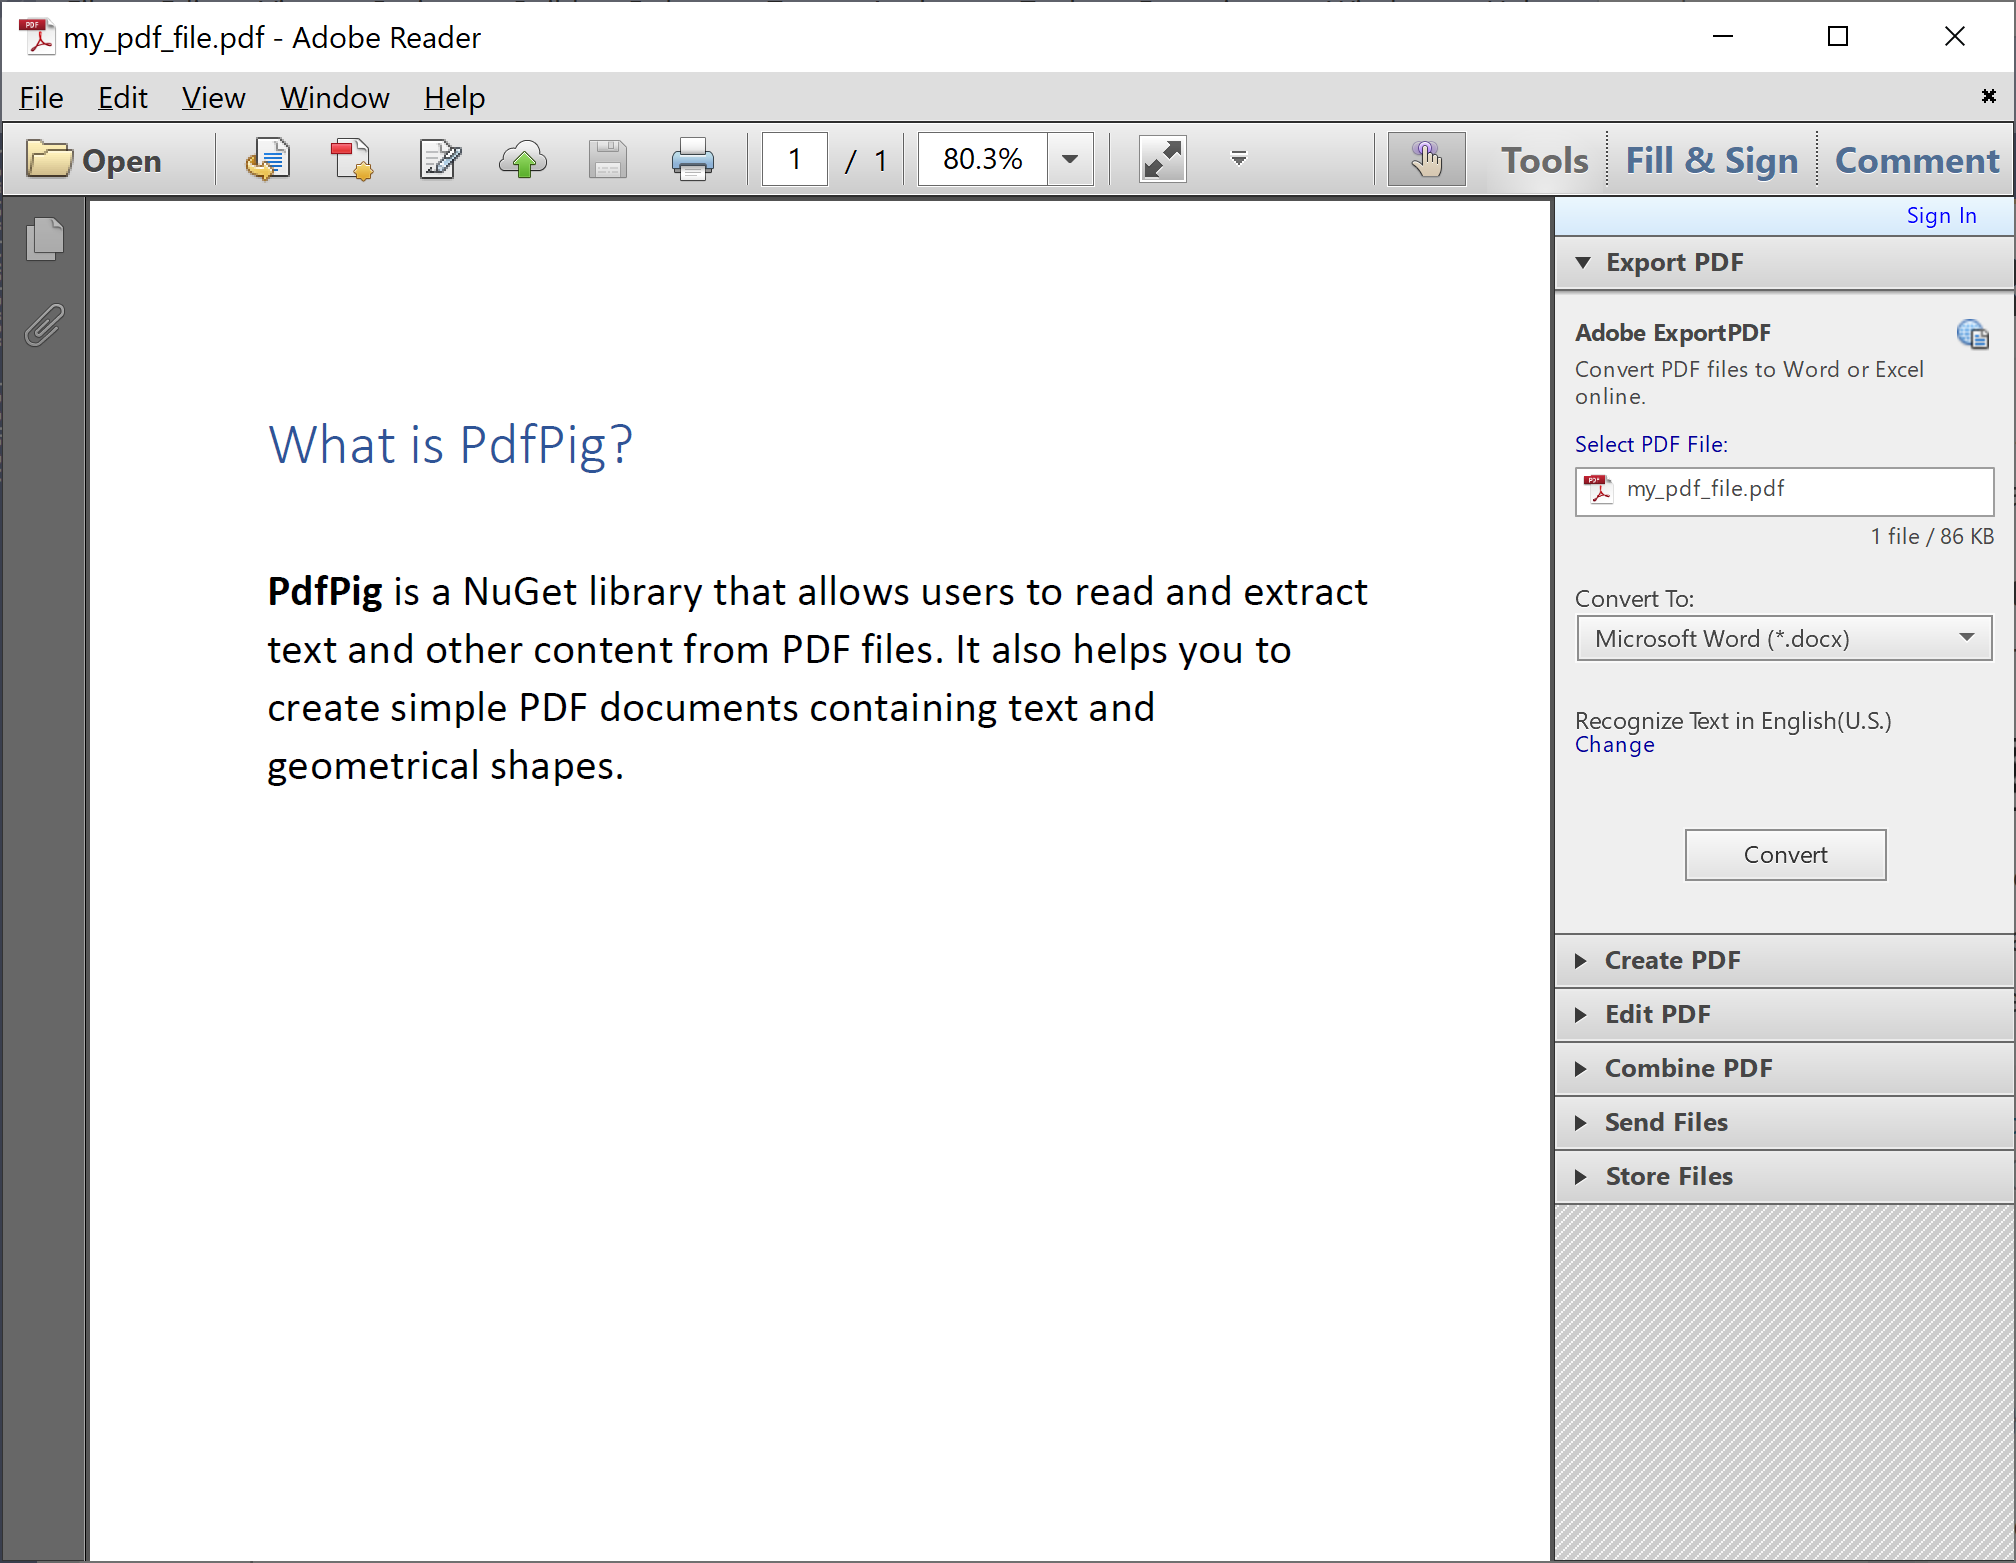 my_pdf_file.pdf - Adobe Reader
File Edit View Window Help
Open 1 / 1 80.3% Tools Fill & Sign Comment
Sign In
Export PDF
Adobe ExportPDF
Convert PDF files to Word or Excel
online.
Select PDF File:
my_pdf_file.pdf
1 file / 86 KB
Convert To:
Microsoft Word (*.docx)
Recognize Text in English(U.S.)
Change
Convert
Create PDF
Edit PDF
Combine PDF
Send Files
Store Files
What is PdfPig?
PdfPig is a NuGet library that allows users to read and extract
text and other content from PDF files. It also helps you to
create simple PDF documents containing text and
geometrical shapes.